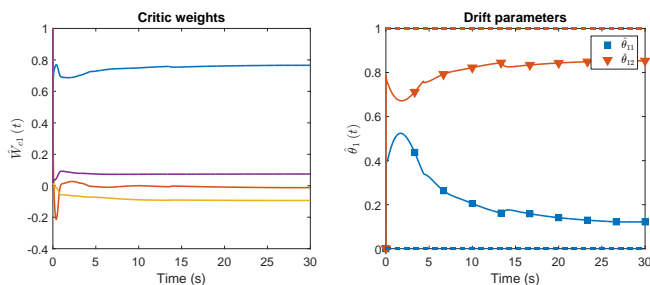 Critic weights
1
0.8
0.6
0.4
0.2
0
-0.2
-0.4
Ŵc1 (t)
0 5 10 15 20 25 30
Time (s)
Drift parameters
1
0.8
0.6
0.4
0.2
0
θ̂1 (t)
θ̂11
θ̂12
0 5 10 15 20 25 30
Time (s)